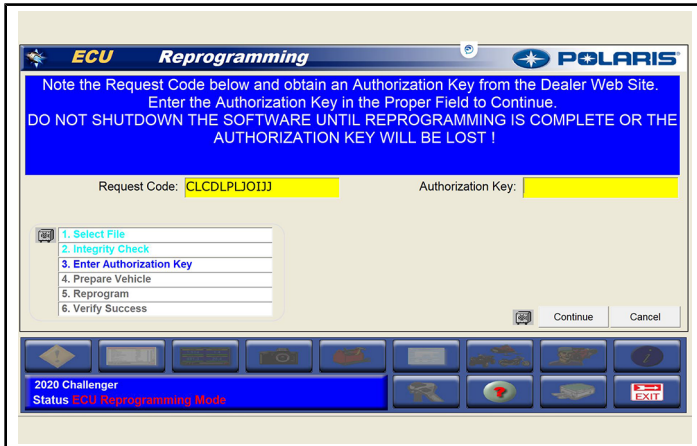 ECU Reprogramming
POLARIS
Note the Request Code below and obtain an Authorization Key from the Dealer Web Site.
Enter the Authorization Key in the Proper Field to Continue.
DO NOT SHUTDOWN THE SOFTWARE UNTIL REPROGRAMMING IS COMPLETE OR THE
AUTHORIZATION KEY WILL BE LOST !
Request Code: CLCDLPLJOIJJ Authorization Key:
1. Select File
2. Integrity Check
3. Enter Authorization Key
4. Prepare Vehicle
5. Reprogram
6. Verify Success
Continue Cancel
2020 Challenger
Status ECU Reprogramming Mode
EXIT